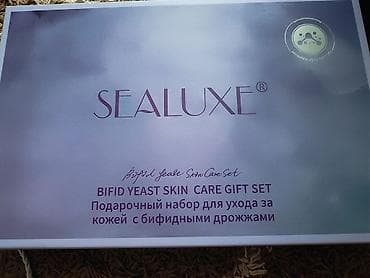 SEALUXE®
Bifid Yeast Skin Care Set
BIFID YEAST SKIN CARE GIFT SET
Подарочный набор для ухода за
кожей с бифидными дрожжами